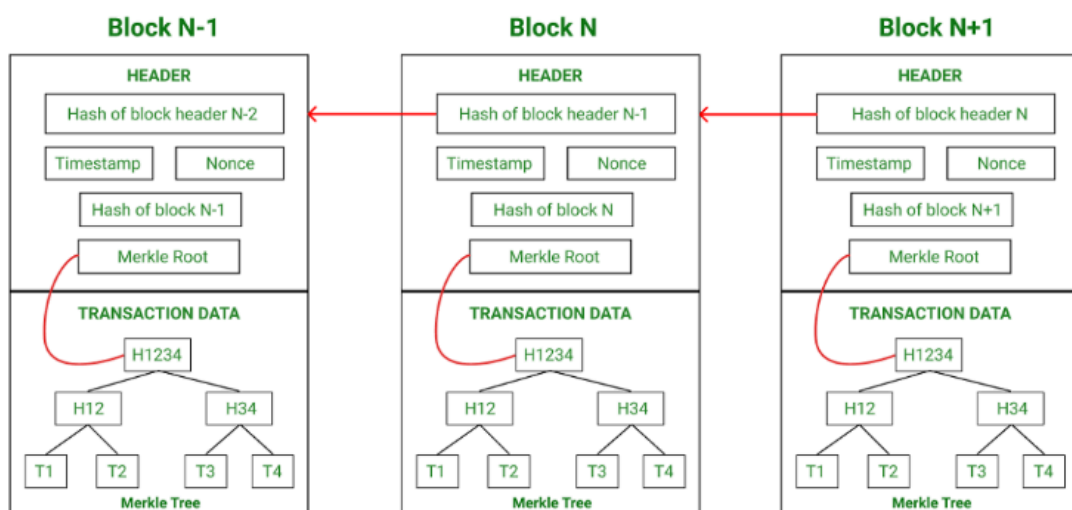 Block N-1
HEADER
Hash of block header N-2
Timestamp
Nonce
Hash of block N-1
Merkle Root
TRANSACTION DATA
H1234
H12
H34
T1
T2
T3
T4
Merkle Tree
Block N
HEADER
Hash of block header N-1
Timestamp
Nonce
Hash of block N
Merkle Root
TRANSACTION DATA
H1234
H12
H34
T1
T2
T3
T4
Merkle Tree
Block N+1
HEADER
Hash of block header N
Timestamp
Nonce
Hash of block N+1
Merkle Root
TRANSACTION DATA
H1234
H12
H34
T1
T2
T3
T4
Merkle Tree